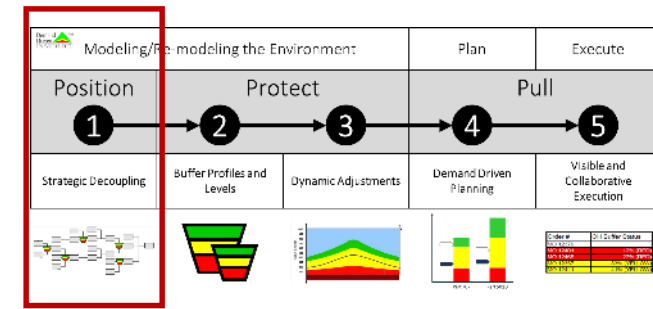 Modeling/Re-modeling the Environment
Plan
Execute
Position
Protect
Pull
1
2
3
4
5
Strategic Decoupling
Buffer Profiles and
Levels
Dynamic Adjustments
Demand Driven
Planning
Visible and
Collaborative
Execution
Order #